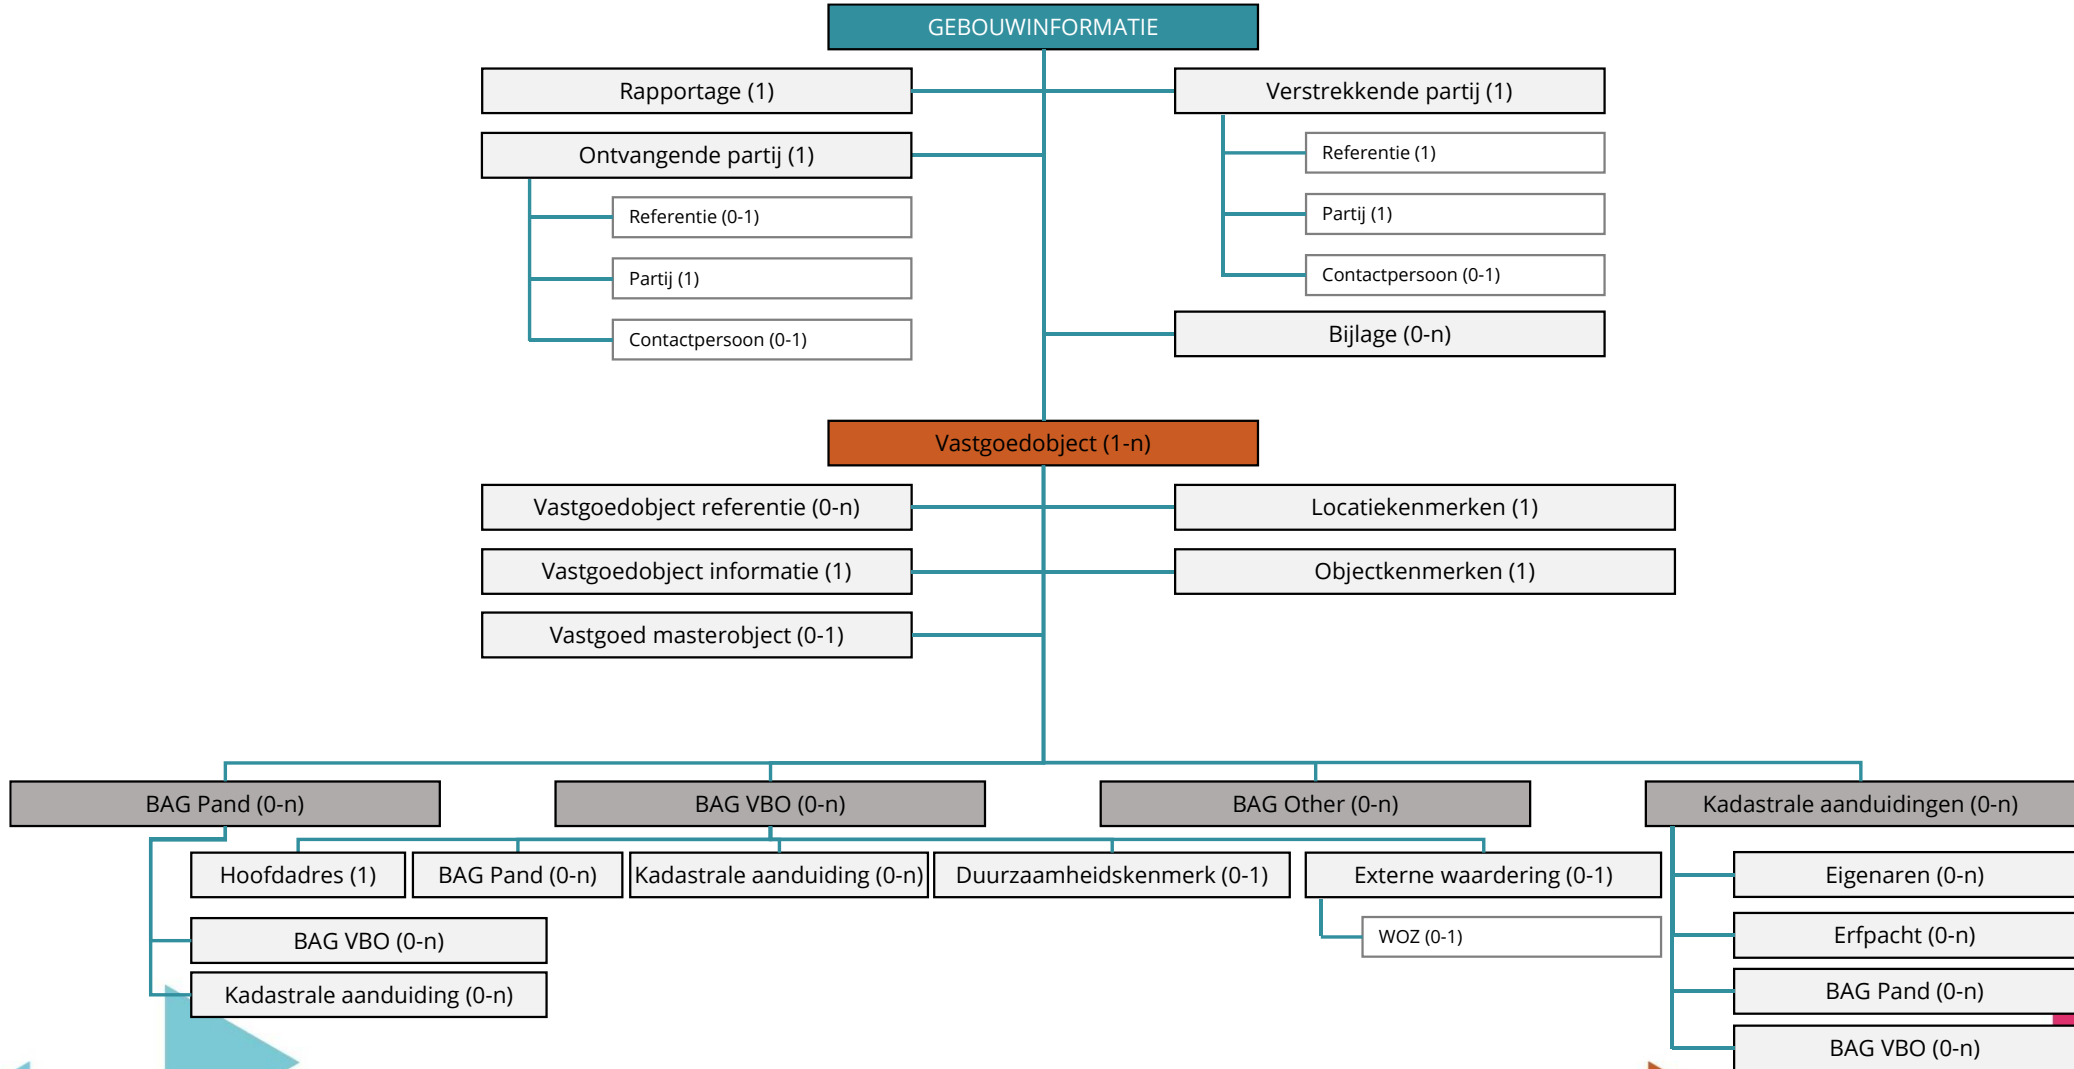 GEBOUWINFORMATIE
Rapportage (1)
Verstrekkende partij (1)
Ontvangende partij (1)
Referentie (1)
Referentie (0-1)
Partij (1)
Partij (1)
Contactpersoon (0-1)
Contactpersoon (0-1)
Bijlage (0-n)
Vastgoedobject (1-n)
Vastgoedobject referentie (0-n)
Locatiekenmerken (1)
Vastgoedobject informatie (1)
Objectkenmerken (1)
Vastgoed masterobject (0-1)
BAG Pand (0-n)
BAG VBO (0-n)
BAG Other (0-n)
Kadastrale aanduidingen (0-n)
Hoofdadres (1)
BAG Pand (0-n)
Kadastrale aanduiding (0-n)
Duurzaamheidskenmerk (0-1)
Externe waardering (0-1)
Eigenaren (0-n)
BAG VBO (0-n)
WOZ (0-1)
Erfpacht (0-n)
Kadastrale aanduiding (0-n)
BAG Pand (0-n)
BAG VBO (0-n)